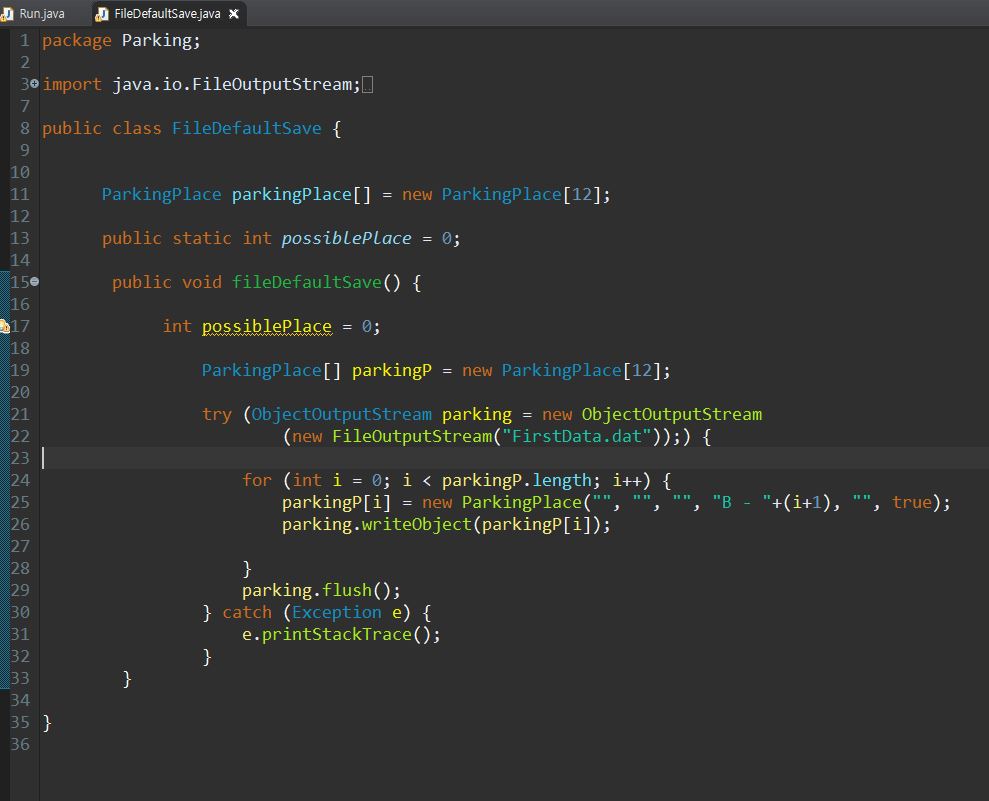 Run.java FileDefaultSave.java
1 package Parking;
2
3 import java.io.FileOutputStream;
7
8 public class FileDefaultSave {
9
10
11 ParkingPlace parkingPlace[] = new ParkingPlace[12];
12
13 public static int possiblePlace = 0;
14
15 public void fileDefaultSave() {
16
17 int possiblePlace = 0;
18
19 ParkingPlace[] parkingP = new ParkingPlace[12];
20
21 try (ObjectOutputStream parking = new ObjectOutputStream
22 (new FileOutputStream("FirstData.dat"));) {
23
24 for (int i = 0; i < parkingP.length; i++) {
25 parkingP[i] = new ParkingPlace("", "", "", "B - "+(i+1), "", true);
26 parking.writeObject(parkingP[i]);
27
28 }
29 parking.flush();
30 } catch (Exception e) {
31 e.printStackTrace();
32 }
33 }
34
35 }
36